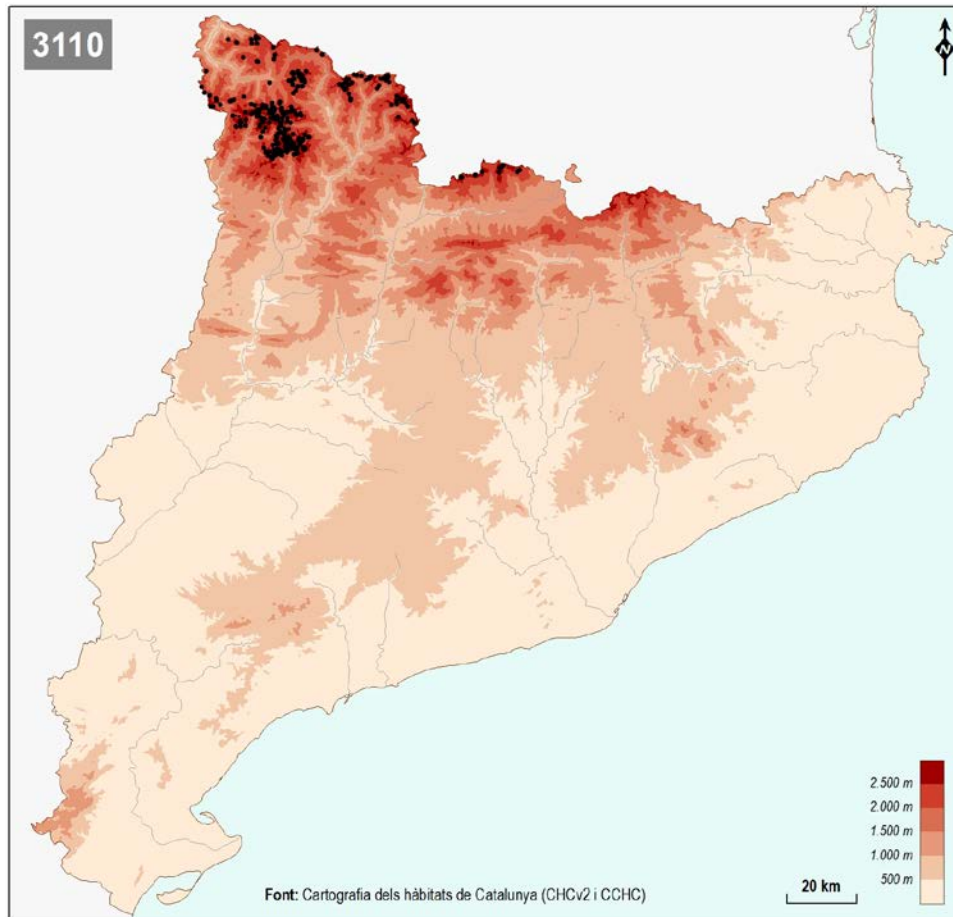 3110
N
2.500 m
2.000 m
1.500 m
1.000 m
500 m
Font: Cartografia dels hàbitats de Catalunya (CHCv2 i CCHC)
20 km